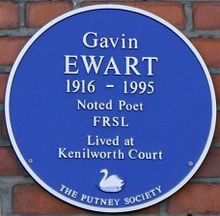 Gavin
EWART
1916 - 1995
Noted Poet
FRSL
Lived at
Kenilworth Court
THE PUTNEY SOCIETY